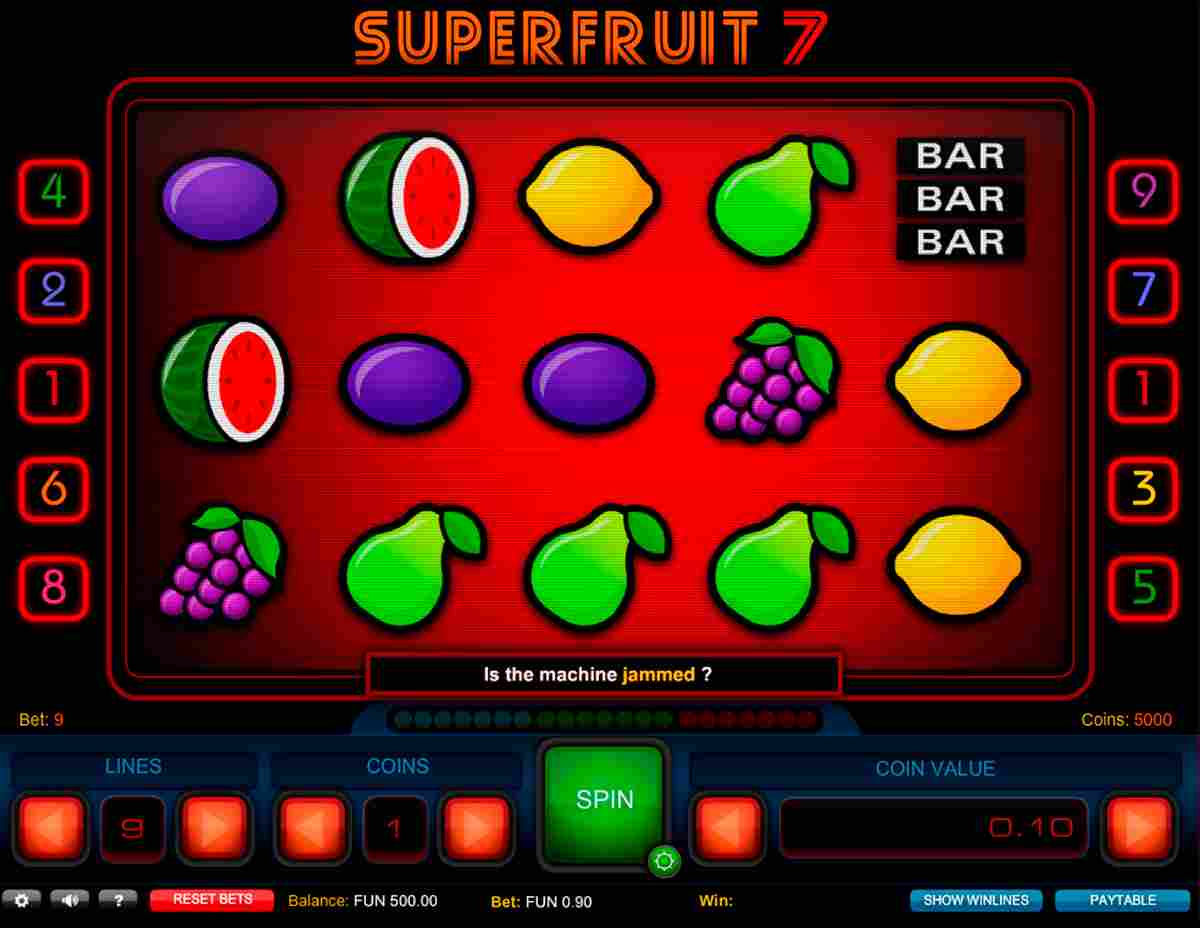 SUPERFRUIT 7
BAR
BAR
BAR
4
9
2
7
1
1
6
3
8
5
Is the machine jammed ?
Bet: 9
Coins: 5000
LINES
COINS
SPIN
COIN VALUE
9
1
0.10
?
RESET BETS
Balance: FUN 500.00
Bet: FUN 0.90
Win:
SHOW WINLINES
PAYTABLE